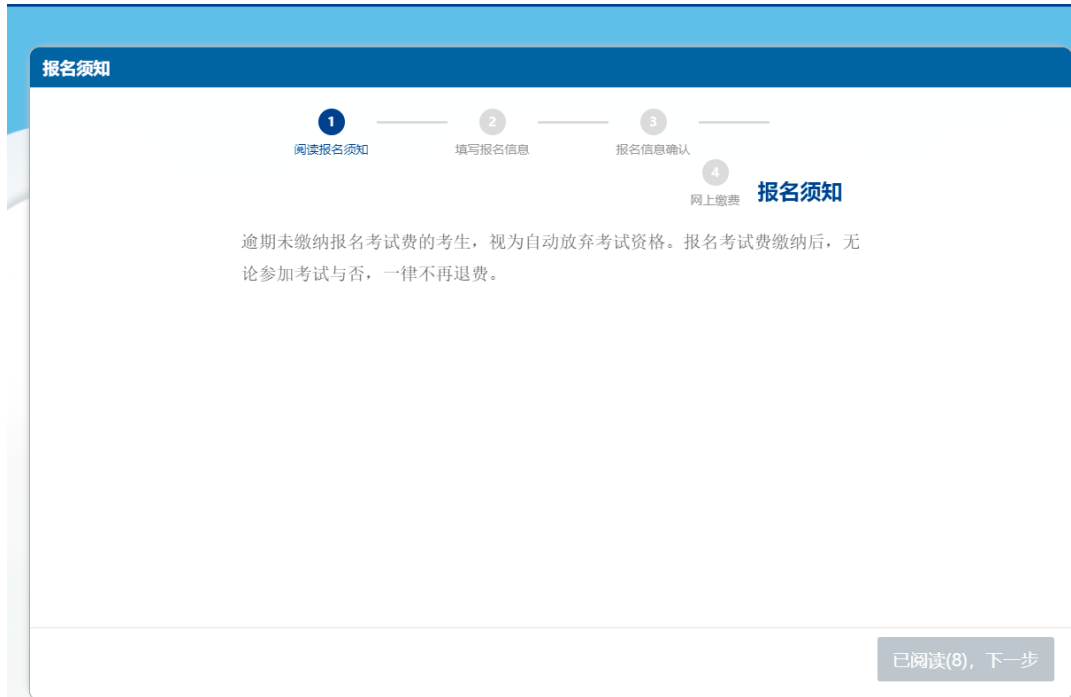 报名须知
1
2
3
阅读报名须知
填写报名信息
报名信息确认
4
网上缴费
报名须知
逾期未缴纳报名考试费的考生，视为自动放弃考试资格。报名考试费缴纳后，无
论参加考试与否，一律不再退费。
已阅读(8)，下一步